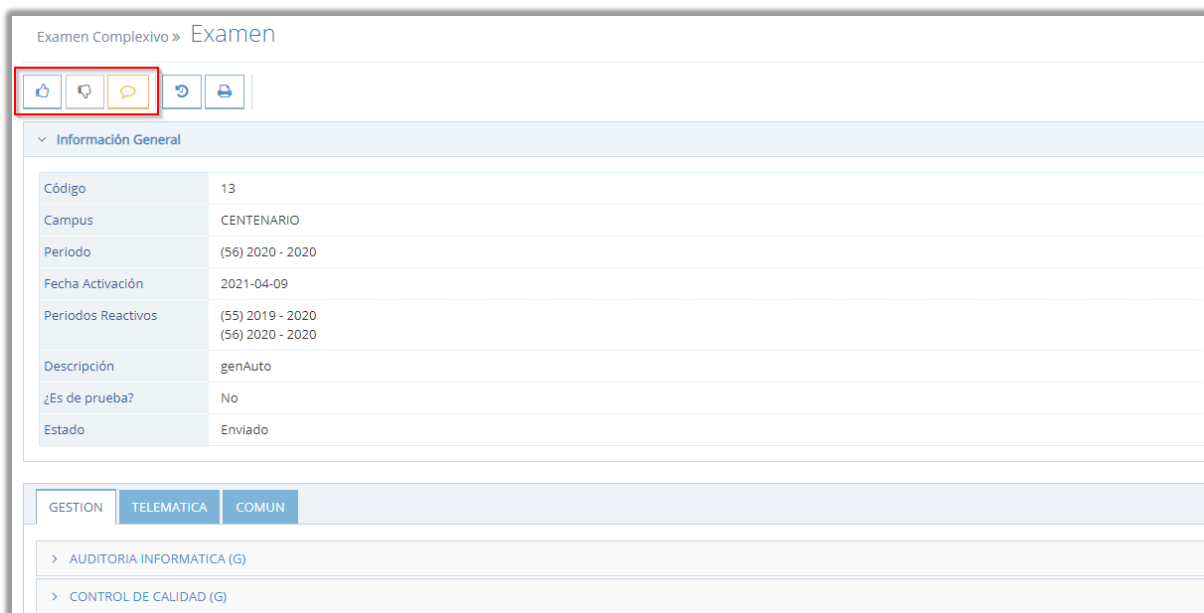 Examen Complexivo » Examen
Información General
Código 13
Campus CENTENARIO
Periodo (56) 2020 - 2020
Fecha Activación 2021-04-09
Periodos Reactivos (55) 2019 - 2020
(56) 2020 - 2020
Descripción genAuto
¿Es de prueba? No
Estado Enviado
GESTION TELEMATICA COMUN
AUDITORIA INFORMATICA (G)
CONTROL DE CALIDAD (G)